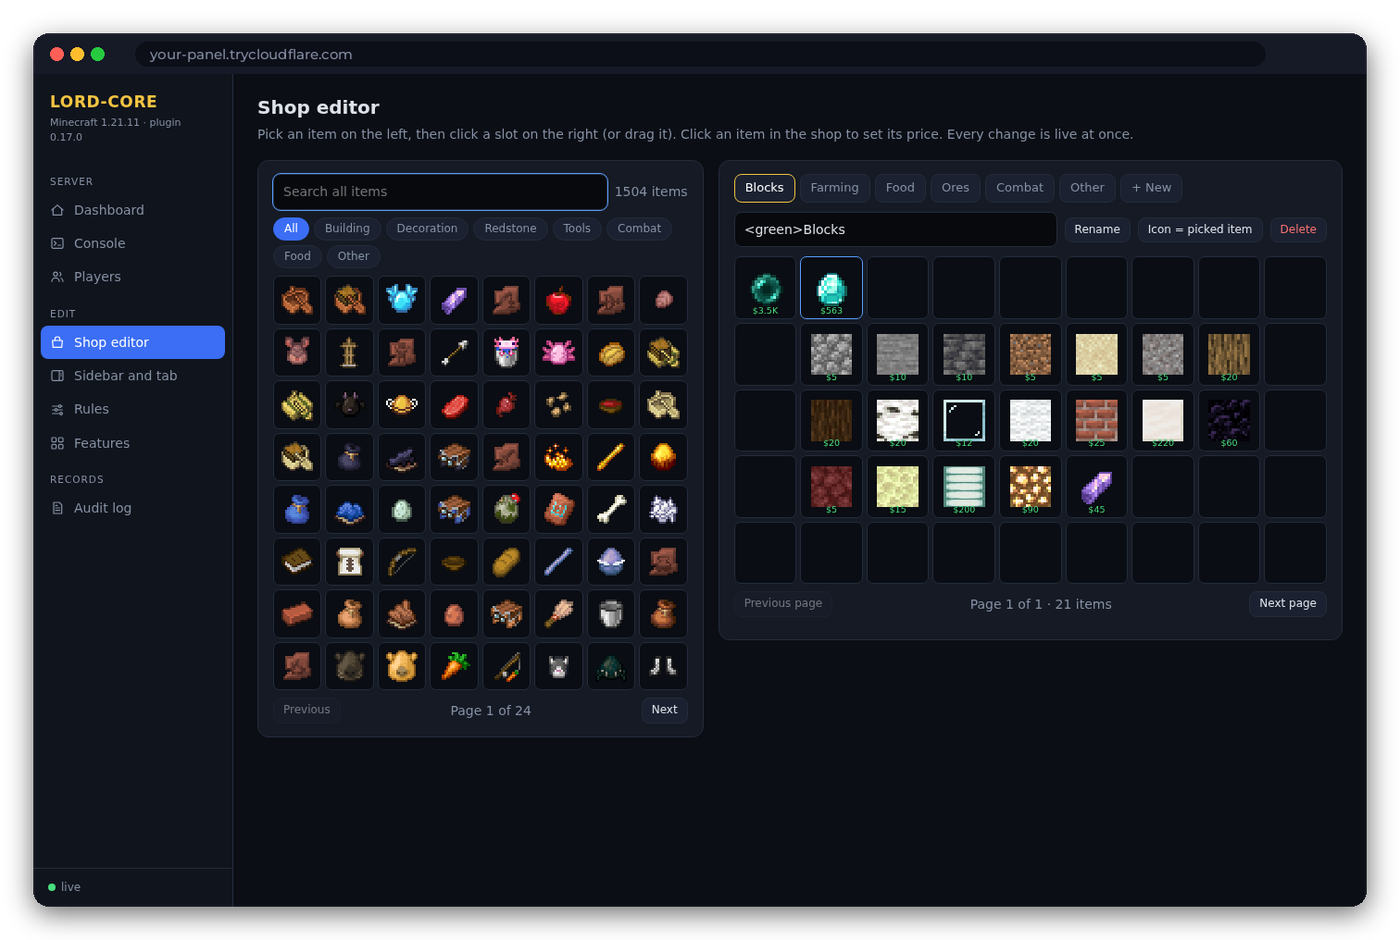 your-panel.trycloudflare.com
LORD-CORE
Minecraft 1.21.11 · plugin
0.17.0
SERVER
Dashboard
Console
Players
EDIT
Shop editor
Sidebar and tab
Rules
Features
RECORDS
Audit log
live
Shop editor
Pick an item on the left, then click a slot on the right (or drag it). Click an item in the shop to set its price. Every change is live at once.
Search all items
1504 items
All
Building
Decoration
Redstone
Tools
Combat
Food
Other
Previous
Page 1 of 24
Next
Blocks
Farming
Food
Ores
Combat
Other
+ New
<green>Blocks
Rename
Icon = picked item
Delete
$3.5K
$563
$5
$10
$10
$5
$5
$5
$20
$20
$20
$12
$20
$25
$220
$60
$5
$15
$200
$90
$45
Previous page
Page 1 of 1 · 21 items
Next page